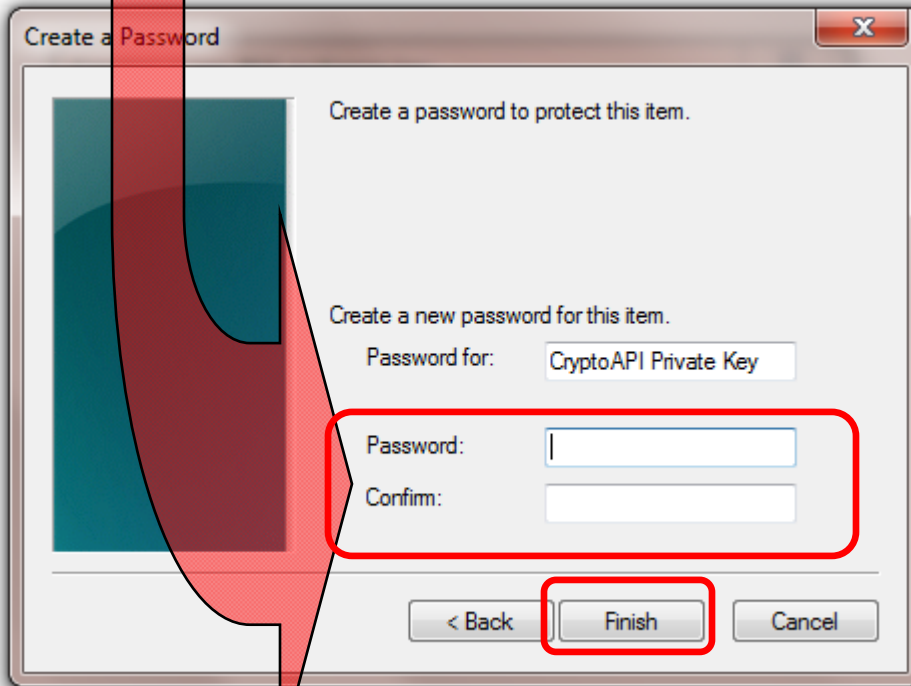 Create a Password
Create a password to protect this item.
Create a new password for this item.
Password for: CryptoAPI Private Key
Password:
Confirm:
< Back Finish Cancel